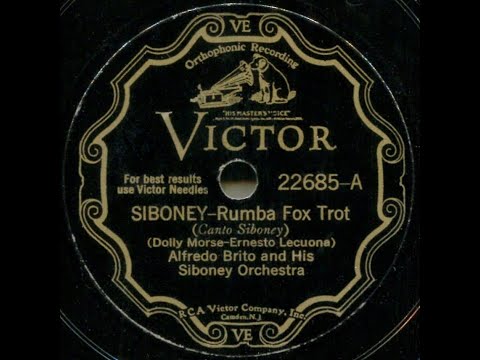 VE
Orthophonic Recording
"HIS MASTER'S VOICE"
VICTOR
For best results
use Victor Needles
22685-A
SIBONEY-Rumba Fox Trot
(Canto Siboney)
(Dolly Morse-Ernesto Lecuona)
Alfredo Brito and His
Siboney Orchestra
RCA Victor Company, Inc.
Camden, N.J.
VE